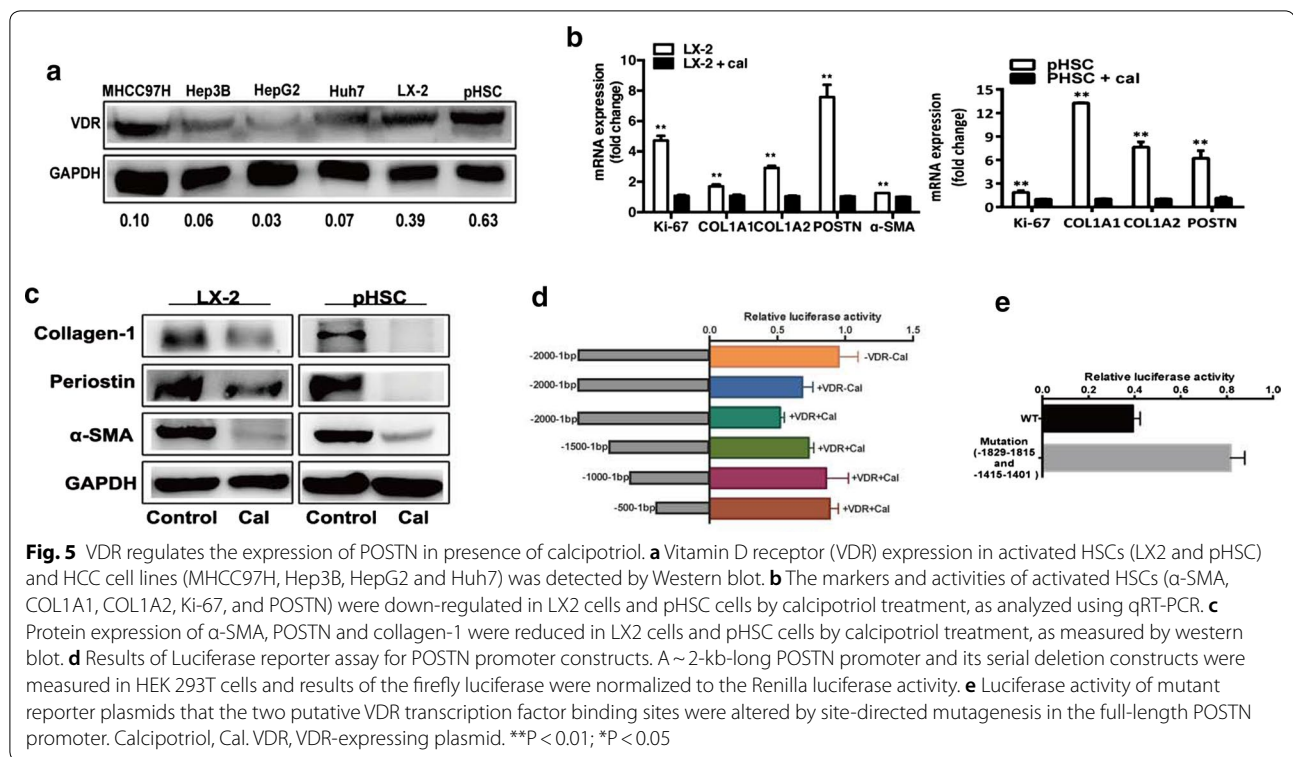 a
MHCC97H Hep3B HepG2 Huh7 LX-2 pHSC
VDR
GAPDH
0.10 0.06 0.03 0.07 0.39 0.63
b
LX-2
LX-2 + cal
mRNA expression
(fold change)
10
8
6
4
2
0
**
**
**
**
**
Ki-67 COL1A1 COL1A2 POSTN α-SMA
pHSC
PHSC + cal
mRNA expression
(fold change)
15
12
9
6
3
0
**
**
**
**
Ki-67 COL1A1 COL1A2 POSTN
c
LX-2 pHSC
Collagen-1
Periostin
α-SMA
GAPDH
Control Cal Control Cal
d
Relative luciferase activity
0.0 0.5 1.0 1.5
-2000-1bp -VDR-Cal
-2000-1bp +VDR-Cal
-2000-1bp +VDR+Cal
-1500-1bp +VDR+Cal
-1000-1bp +VDR+Cal
-500-1bp +VDR+Cal
e
Relative luciferase activity
0.0 0.2 0.4 0.6 0.8 1.0
WT
Mutation
(-1829-1815
and
-1415-1401 )
Fig. 5 VDR regulates the expression of POSTN in presence of calcipotriol. a Vitamin D receptor (VDR) expression in activated HSCs (LX2 and pHSC)
and HCC cell lines (MHCC97H, Hep3B, HepG2 and Huh7) was detected by Western blot. b The markers and activities of activated HSCs (α-SMA,
COL1A1, COL1A2, Ki-67, and POSTN) were down-regulated in LX2 cells and pHSC cells by calcipotriol treatment, as analyzed using qRT-PCR. c
Protein expression of α-SMA, POSTN and collagen-1 were reduced in LX2 cells and pHSC cells by calcipotriol treatment, as measured by western
blot. d Results of Luciferase reporter assay for POSTN promoter constructs. A ~ 2-kb-long POSTN promoter and its serial deletion constructs were
measured in HEK 293T cells and results of the firefly luciferase were normalized to the Renilla luciferase activity. e Luciferase activity of mutant
reporter plasmids that the two putative VDR transcription factor binding sites were altered by site-directed mutagenesis in the full-length POSTN
promoter. Calcipotriol, Cal. VDR, VDR-expressing plasmid. **P < 0.01; *P < 0.05